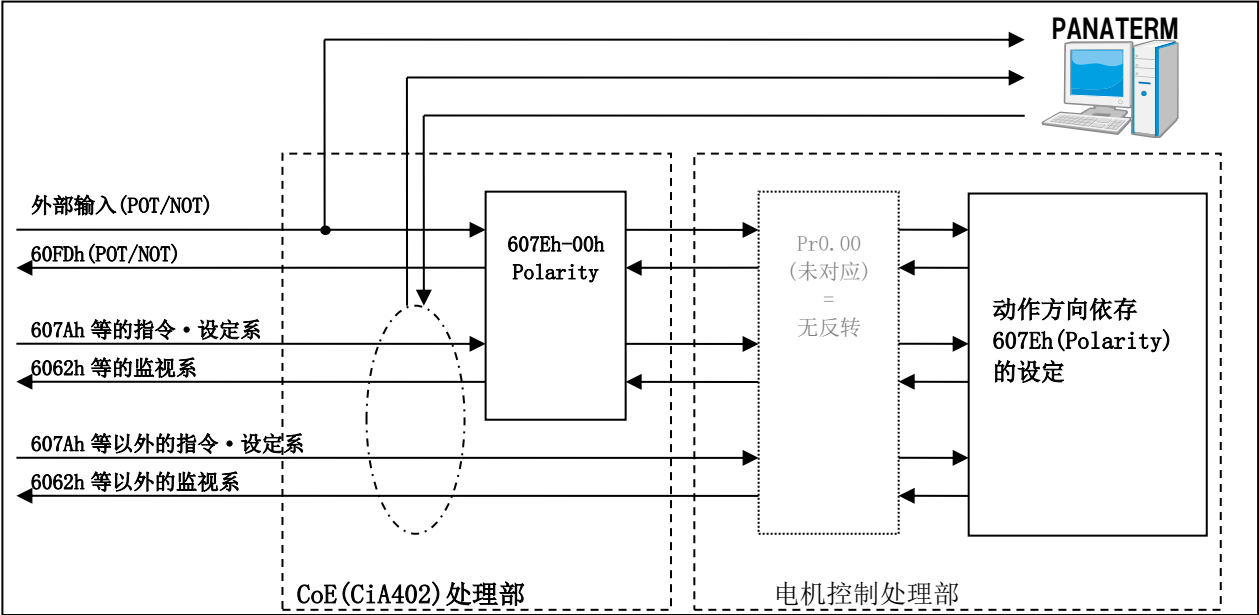 PANATERM
外部输入(POT/NOT)
60FDh(POT/NOT)
607Ah 等的指令·设定系
6062h 等的监视系
607Ah 等以外的指令·设定系
6062h 等以外的监视系
607Eh-00h
Polarity
Pr0.00
(未对应)
=
无反转
动作方向依存
607Eh(Polarity)
的设定
CoE(CiA402)处理部
电机控制处理部